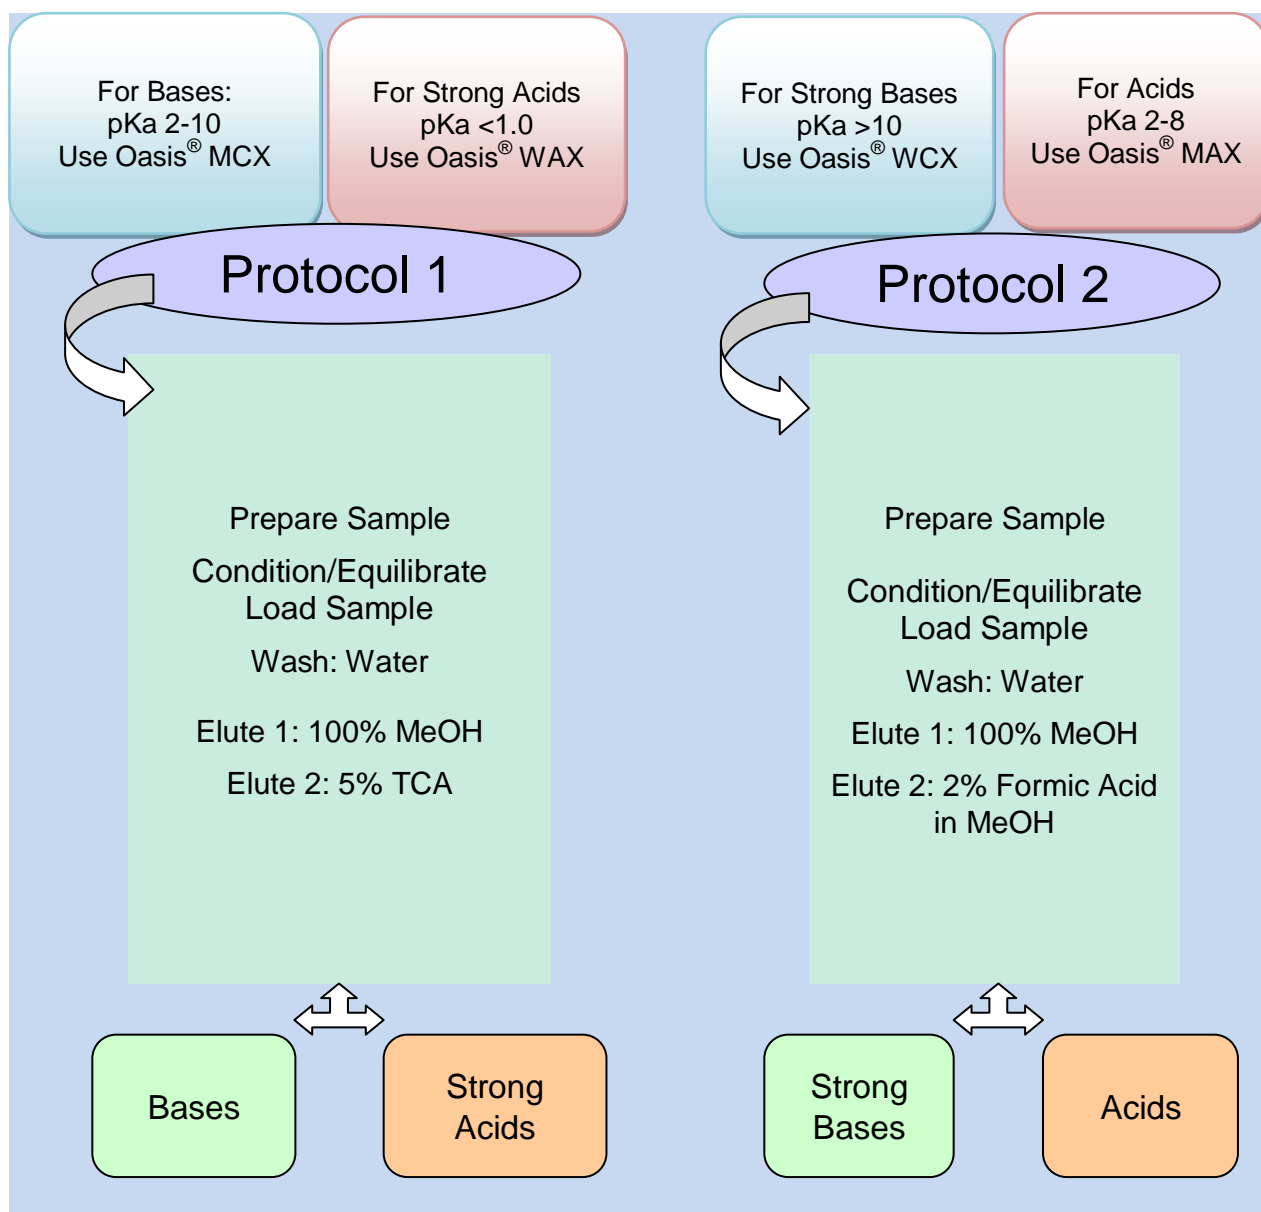 For Bases:
pKa 2-10
Use Oasis® MCX
For Strong Acids
pKa <1.0
Use Oasis® WAX
For Strong Bases
pKa >10
Use Oasis® WCX
For Acids
pKa 2-8
Use Oasis® MAX
Protocol 1
Prepare Sample
Condition/Equilibrate
Load Sample
Wash: Water
Elute 1: 100% MeOH
Elute 2: 5% TCA
Bases
Strong
Acids
Protocol 2
Prepare Sample
Condition/Equilibrate
Load Sample
Wash: Water
Elute 1: 100% MeOH
Elute 2: 2% Formic Acid
in MeOH
Strong
Bases
Acids